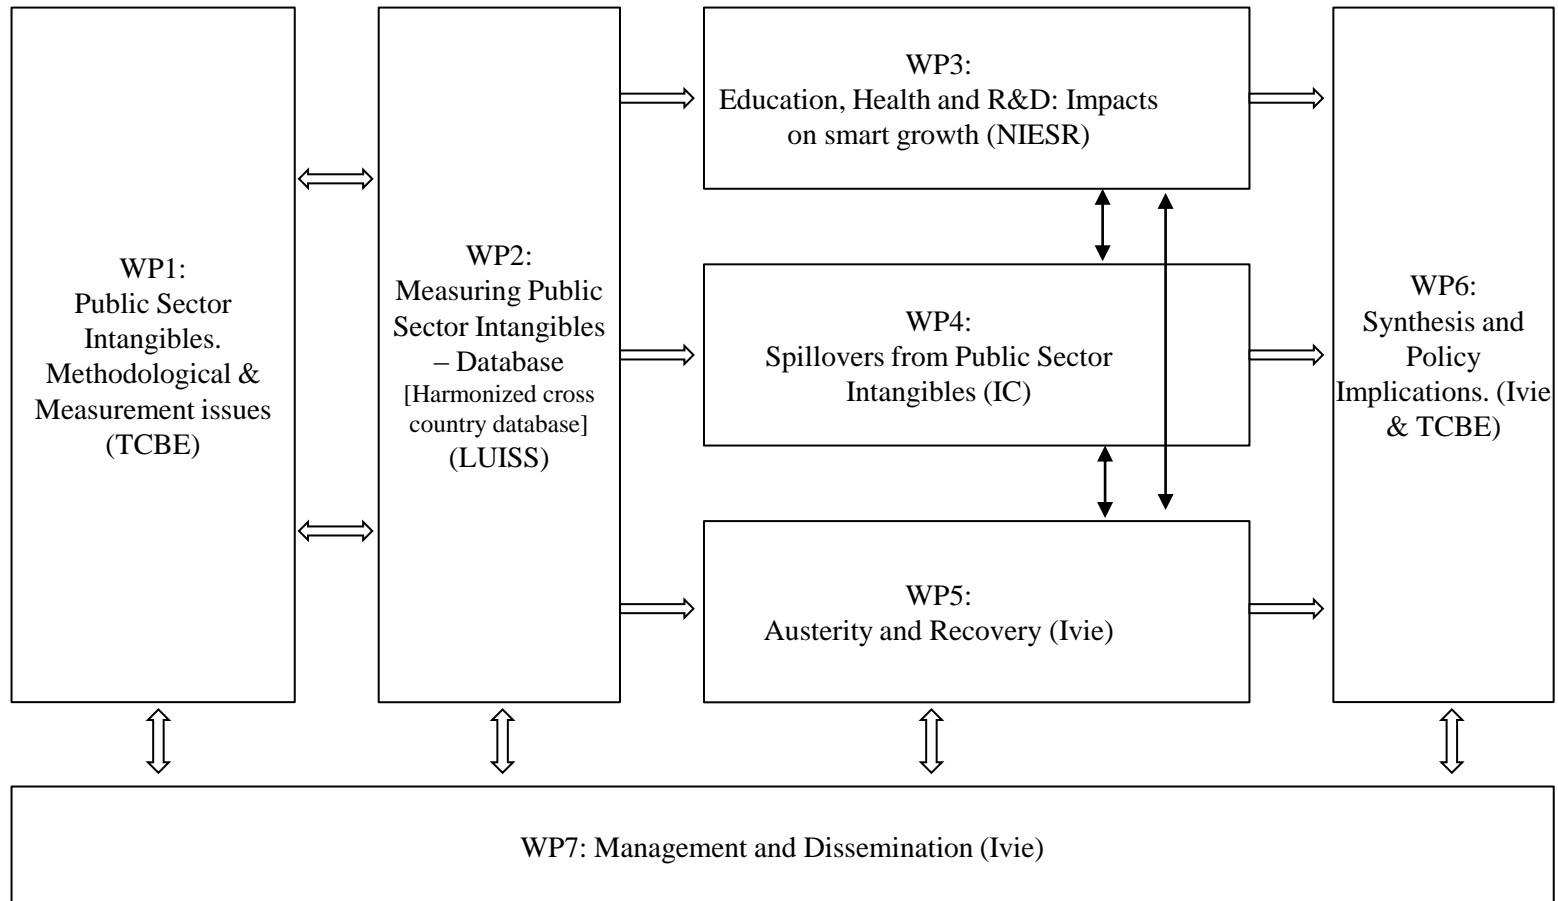 WP1:
Public Sector
Intangibles.
Methodological &
Measurement issues
(TCBE)
WP2:
Measuring Public
Sector Intangibles
– Database
[Harmonized cross
country database]
(LUISS)
WP3:
Education, Health and R&D: Impacts
on smart growth (NIESR)
WP4:
Spillovers from Public Sector
Intangibles (IC)
WP5:
Austerity and Recovery (Ivie)
WP6:
Synthesis and
Policy
Implications. (Ivie
& TCBE)
WP7: Management and Dissemination (Ivie)